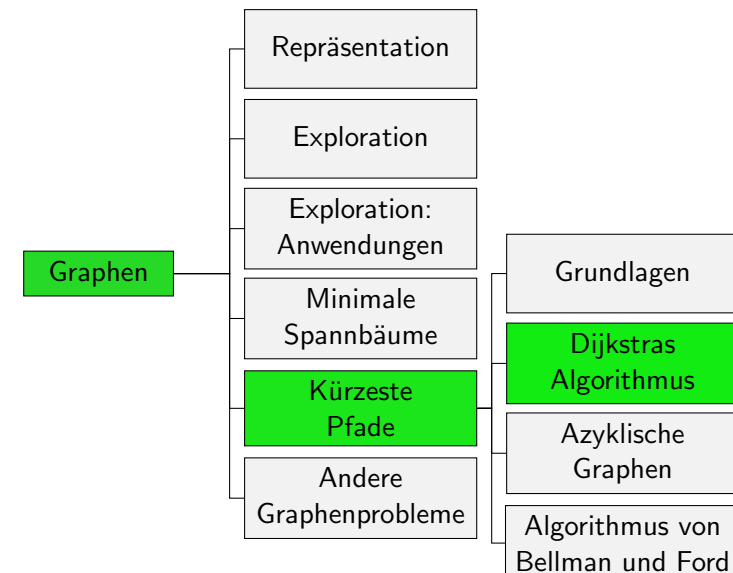 Graphen
Repräsentation
Exploration
Exploration:
Anwendungen
Minimale
Spannbäume
Kürzeste
Pfade
Andere
Graphenprobleme
Grundlagen
Dijkstras
Algorithmus
Azyklische
Graphen
Algorithmus von
Bellman und Ford